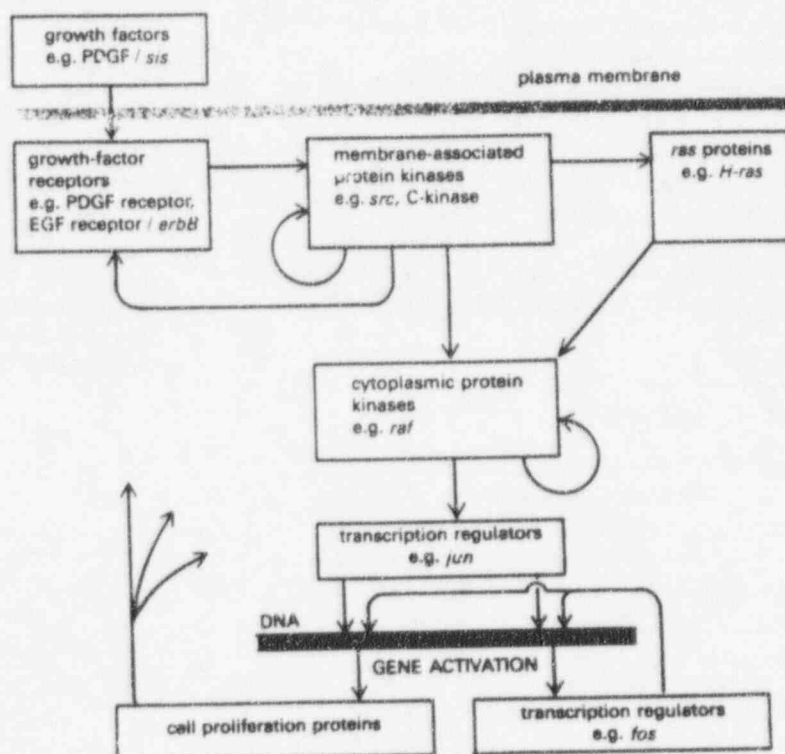 growth factors
e.g. PDGF / sis
plasma membrane
growth-factor
receptors
e.g. PDGF receptor,
EGF receptor / erbB
membrane-associated
protein kinases
e.g. src, C-kinase
ras proteins
e.g. H-ras
cytoplasmic protein
kinases
e.g. raf
transcription regulators
e.g. jun
DNA
GENE ACTIVATION
cell proliferation proteins
transcription regulators
e.g. fos